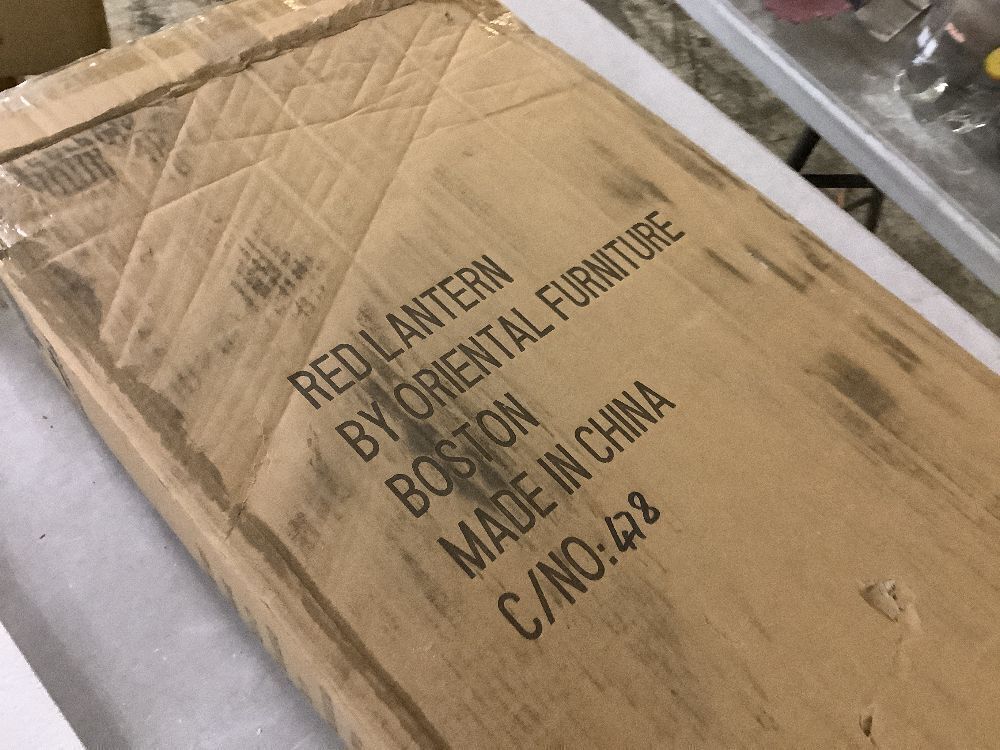 RED LANTERN
BY ORIENTAL FURNITURE
BOSTON
MADE IN CHINA
C/NO: 478